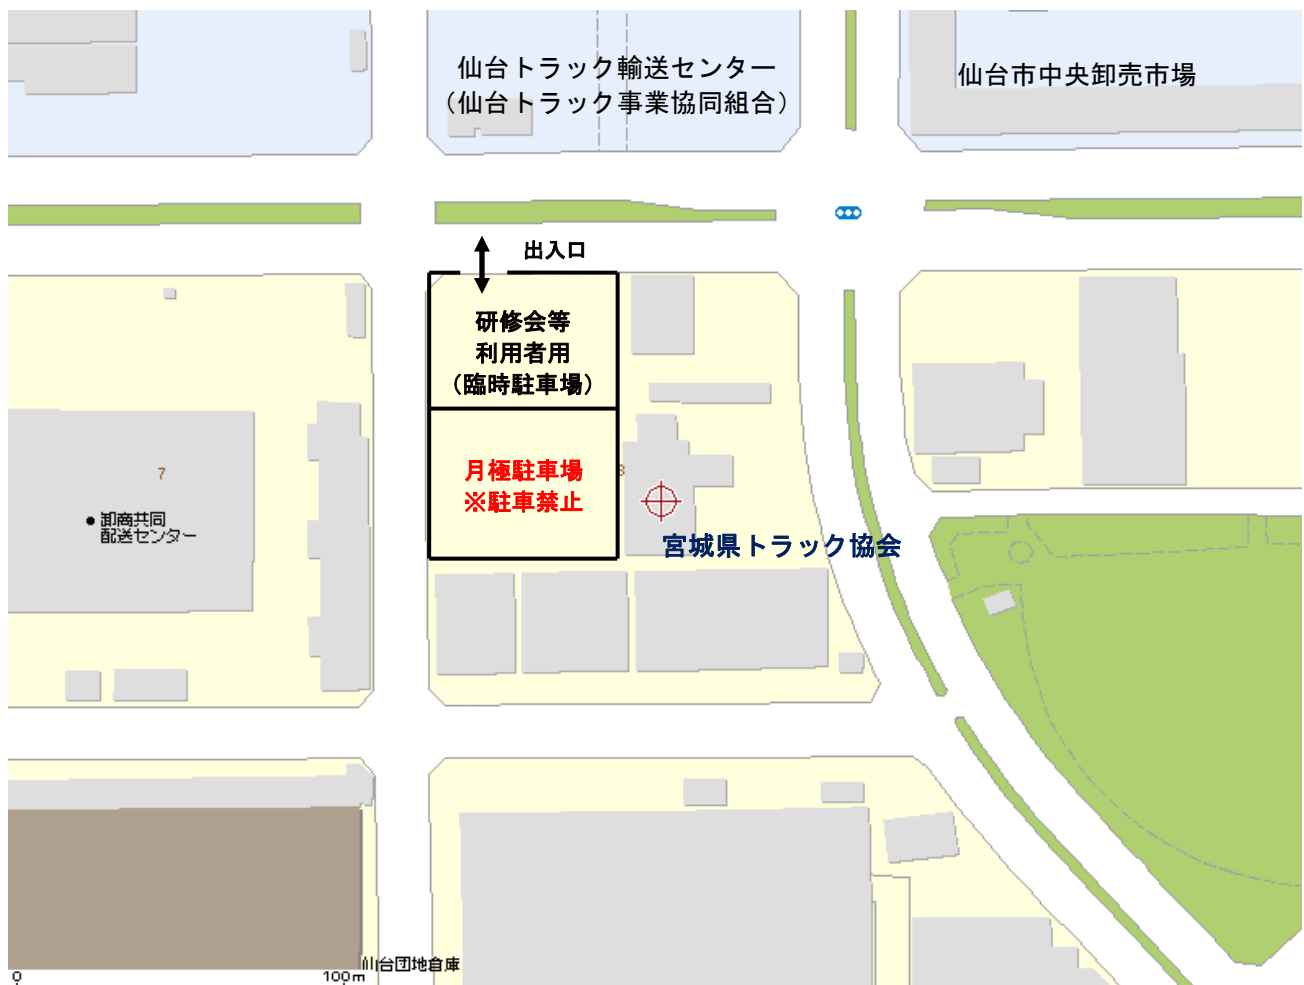 仙台トラック輸送センター
（仙台トラック事業協同組合）
仙台市中央卸売市場
出入口
研修会等
利用者用
（臨時駐車場）
月極駐車場
※駐車禁止
7
卸商共同
配送センター
宮城県トラック協会
仙台団地倉庫
0
100m